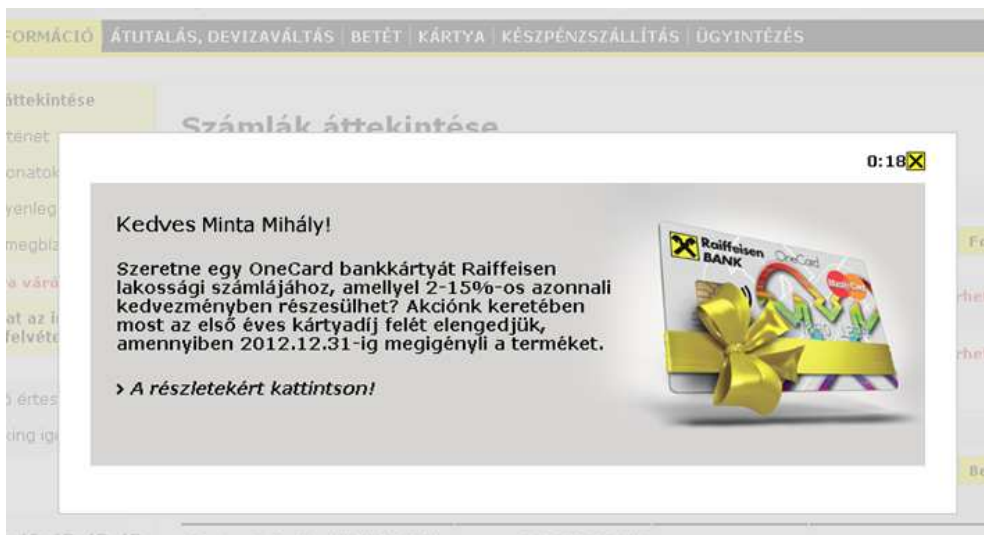 ÁTUTALÁS, DEVIZAVÁLTÁS | BETÉT | KÁRTYA | KÉSZPÉNZSZÁLLÍTÁS | ÜGYINTÉZÉS
áttekintése
Számlák áttekintése
0:18
Kedves Minta Mihály!
Szeretne egy OneCard bankkártyát Raiffeisen
lakossági számlájához, amellyel 2-15%-os azonnali
kedvezményben részesülhet? Akciónk keretében
most az első éves kártyadíj felét elengedjük,
amennyiben 2012.12.31-ig megigényli a terméket.
> A részletekért kattintson!
Raiffeisen
BANK
OneCard
MasterCard